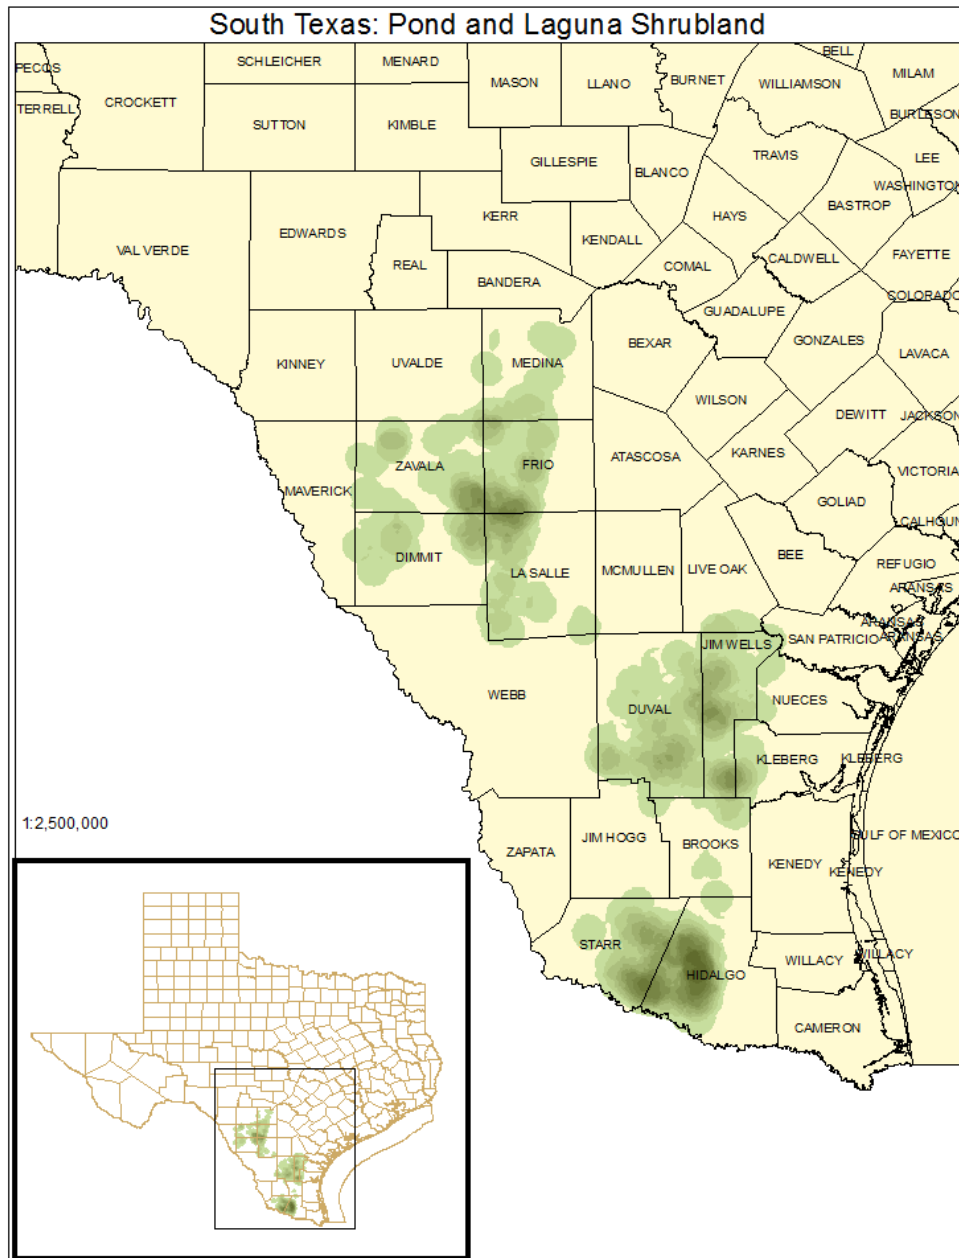 South Texas: Pond and Laguna Shrubland
PECOS
SCHLEICHER
MENARD
MASON
LLANO
BURNET
BELL
WILLIAMSON
MILAM
TERRELL
CROCKETT
SUTTON
KIMBLE
BURLESON
GILLESPIE
BLANCO
TRAVIS
LEE
WASHINGTON
VAL VERDE
EDWARDS
KERR
HAYS
BASTROP
REAL
KENDALL
COMAL
CALDWELL
FAYETTE
BANDERA
COLORADO
GUADALUPE
KINNEY
UVALDE
MEDINA
BEXAR
GONZALES
LAVACA
WILSON
DEWITT
JACKSON
MAVERICK
ZAVALA
FRIO
ATASCOSA
KARNES
VICTORIA
GOLIAD
CALHOUN
DIMMIT
LA SALLE
MCMULLEN
LIVE OAK
BEE
REFUGIO
ARANSAS
ARANSAS
SAN PATRICIO
ARANSAS
JIM WELLS
WEBB
DUVAL
NUECES
KLEBERG
KLEBERG
1:2,500,000
ZAPATA
JIM HOGG
BROOKS
KENEDY
GULF OF MEXICO
KENEDY
STARR
HIDALGO
WILLACY
WILLACY
CAMERON